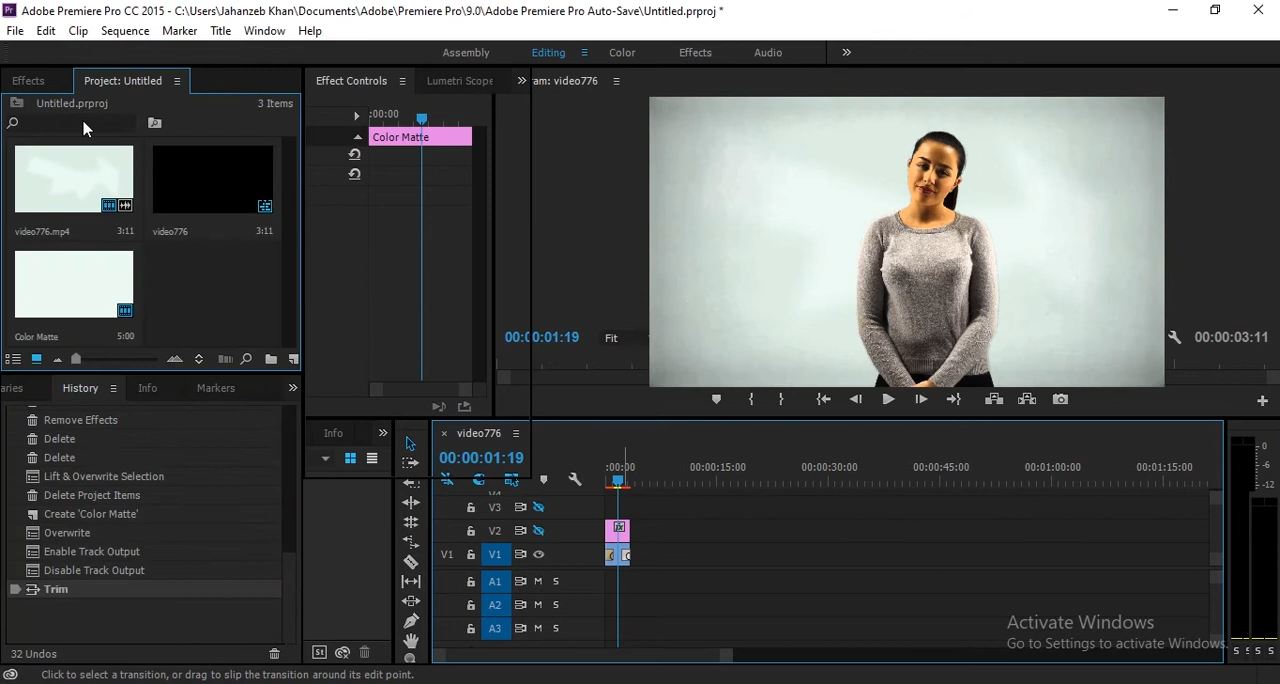 Adobe Premiere Pro CC 2015 - C:\Users\Jahanzeb Khan\Documents\Adobe\Premiere Pro\9.0\Adobe Premiere Pro Auto-Save\Untitled.prproj *
File Edit Clip Sequence Marker Title Window Help
Assembly Editing Color Effects Audio
Effects Project: Untitled Effect Controls Lumetri Scope ram: video776
Untitled.prproj 3 Items
:00:00
Color Matte
video776.mp4 3:11 video776 3:11
Color Matte 5:00
00:00:01:19 Fit 00:00:03:11
aries History Info Markers
Remove Effects
Delete
Delete
Lift & Overwrite Selection
Delete Project Items
Create 'Color Matte'
Overwrite
Enable Track Output
Disable Track Output
Trim
32 Undos
Info
video776
00:00:01:19
:00:00 00:00:15:00 00:00:30:00 00:00:45:00 00:01:00:00 00:01:15:00
V3
V2
V1 V1
A1 M S
A2 M S
A3 M S
0
-6
-12
S S S S
Activate Windows
Go to Settings to activate Windows.
Click to select a transition, or drag to slip the transition around its edit point.